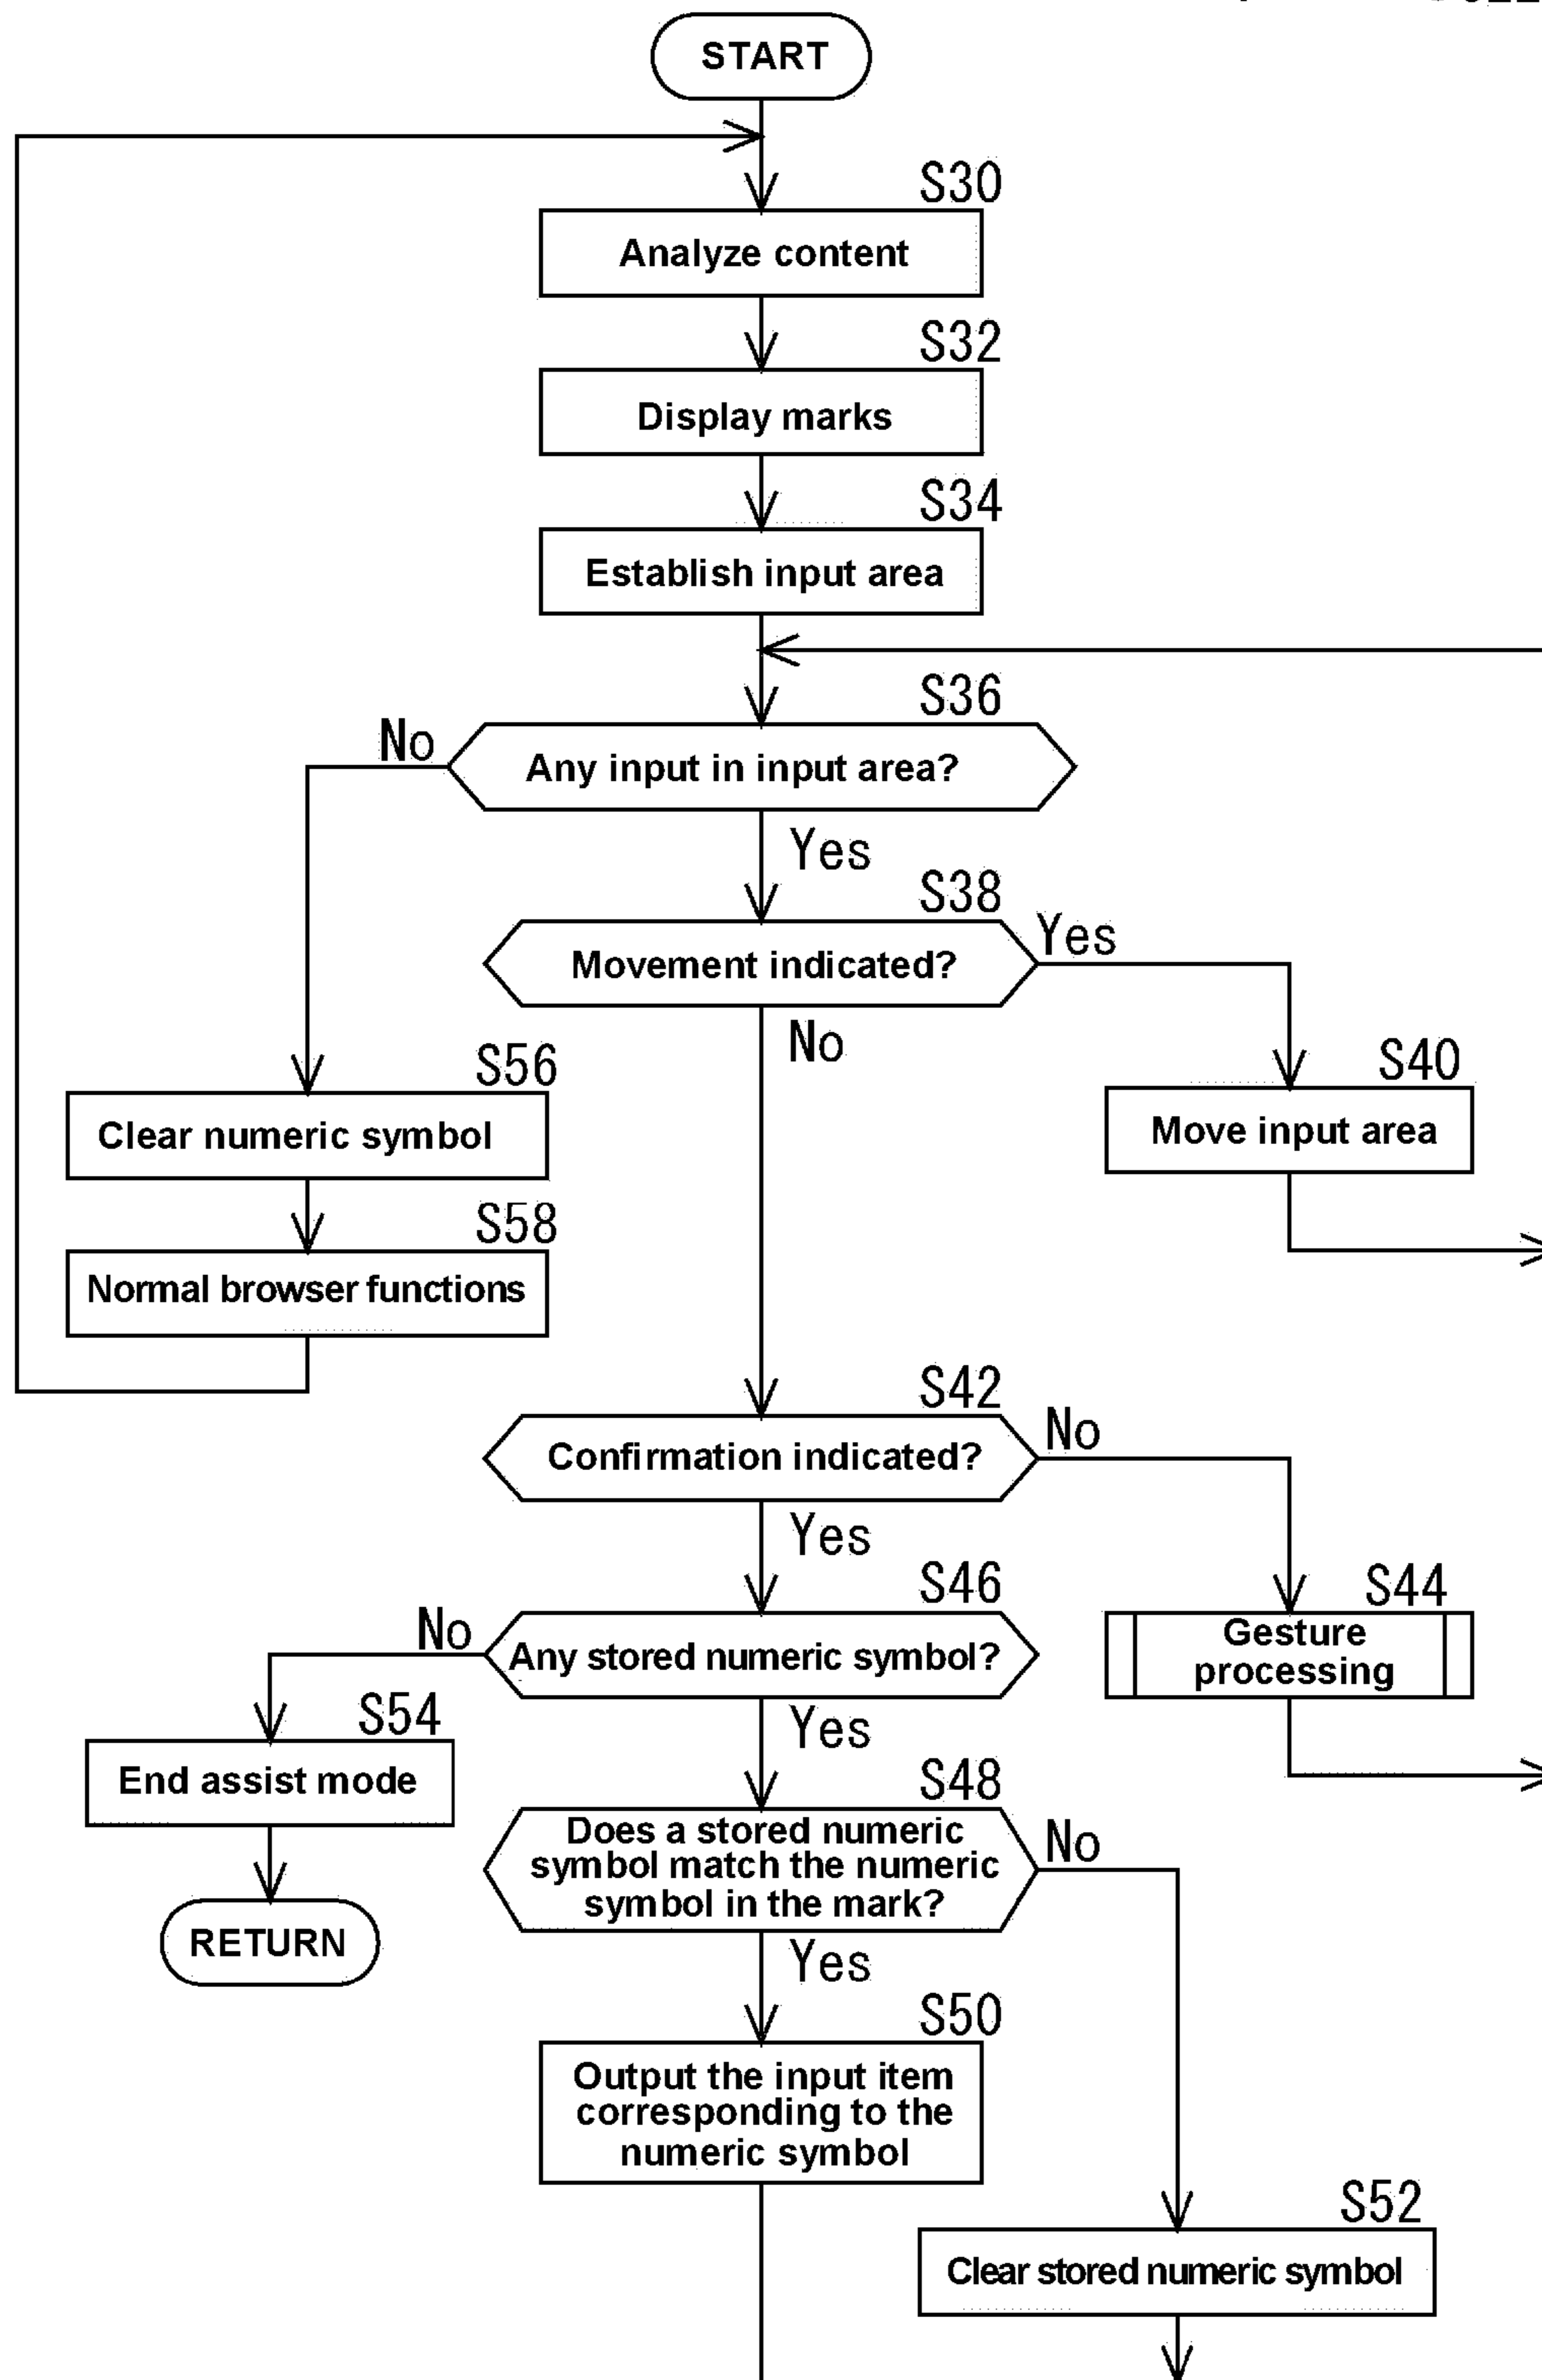 START
S30
Analyze content
S32
Display marks
S34
Establish input area
S36
No
Any input in input area?
Yes
S38
Yes
Movement indicated?
No
S56
S40
Clear numeric symbol
Move input area
S58
Normal browser functions
S42
No
Confirmation indicated?
Yes
S46
S44
No
Any stored numeric symbol?
Gesture
processing
S54
Yes
End assist mode
S48
Does a stored numeric
symbol match the numeric
symbol in the mark?
No
RETURN
Yes
S50
Output the input item
corresponding to the
numeric symbol
S52
Clear stored numeric symbol